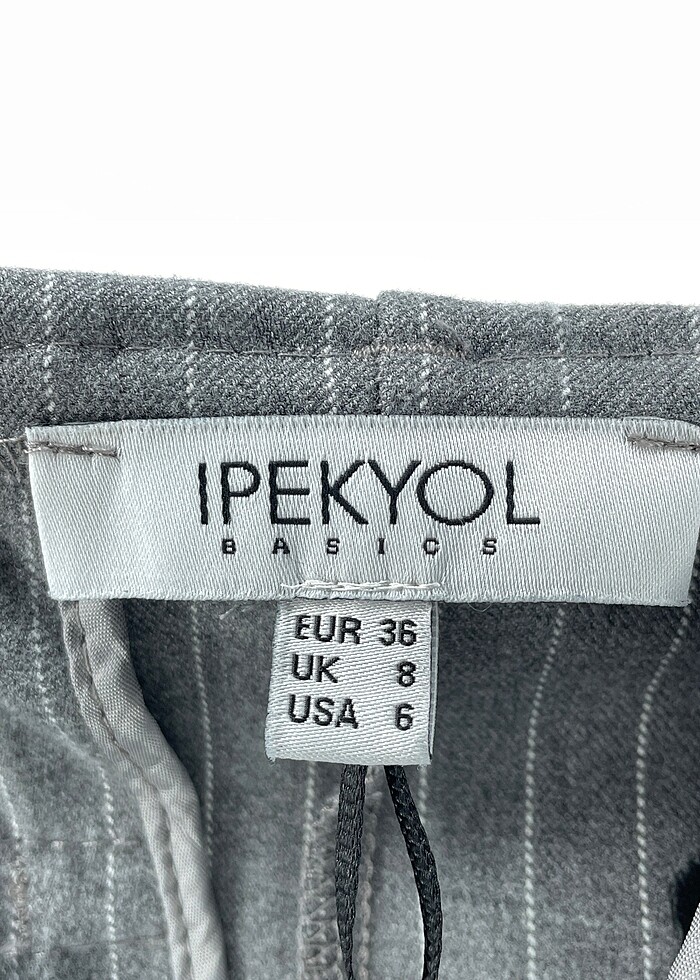 IPEKYOL
BASICS
EUR 36
UK 8
USA 6